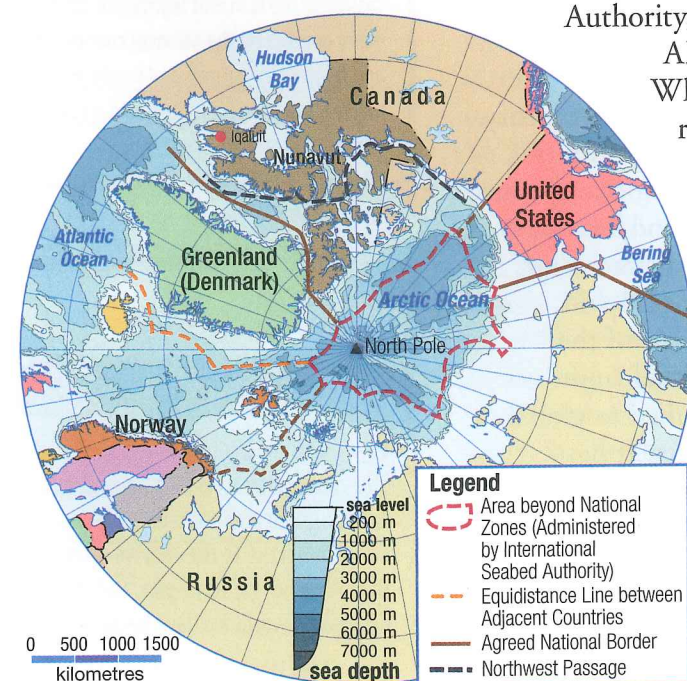 Authority
Al
Wh
r
Hudson
Bay
Canada
Iqaluit
Nunavut
United
States
Atlantic
Ocean
Greenland
(Denmark)
Bering
Sea
Arctic Ocean
North Pole
Norway
Russia
sea level
200 m
1000 m
2000 m
3000 m
4000 m
5000 m
6000 m
7000 m
sea depth
0 500 1000 1500
kilometres
Legend
Area beyond National
Zones (Administered
by International
Seabed Authority)
Equidistance Line between
Adjacent Countries
Agreed National Border
Northwest Passage